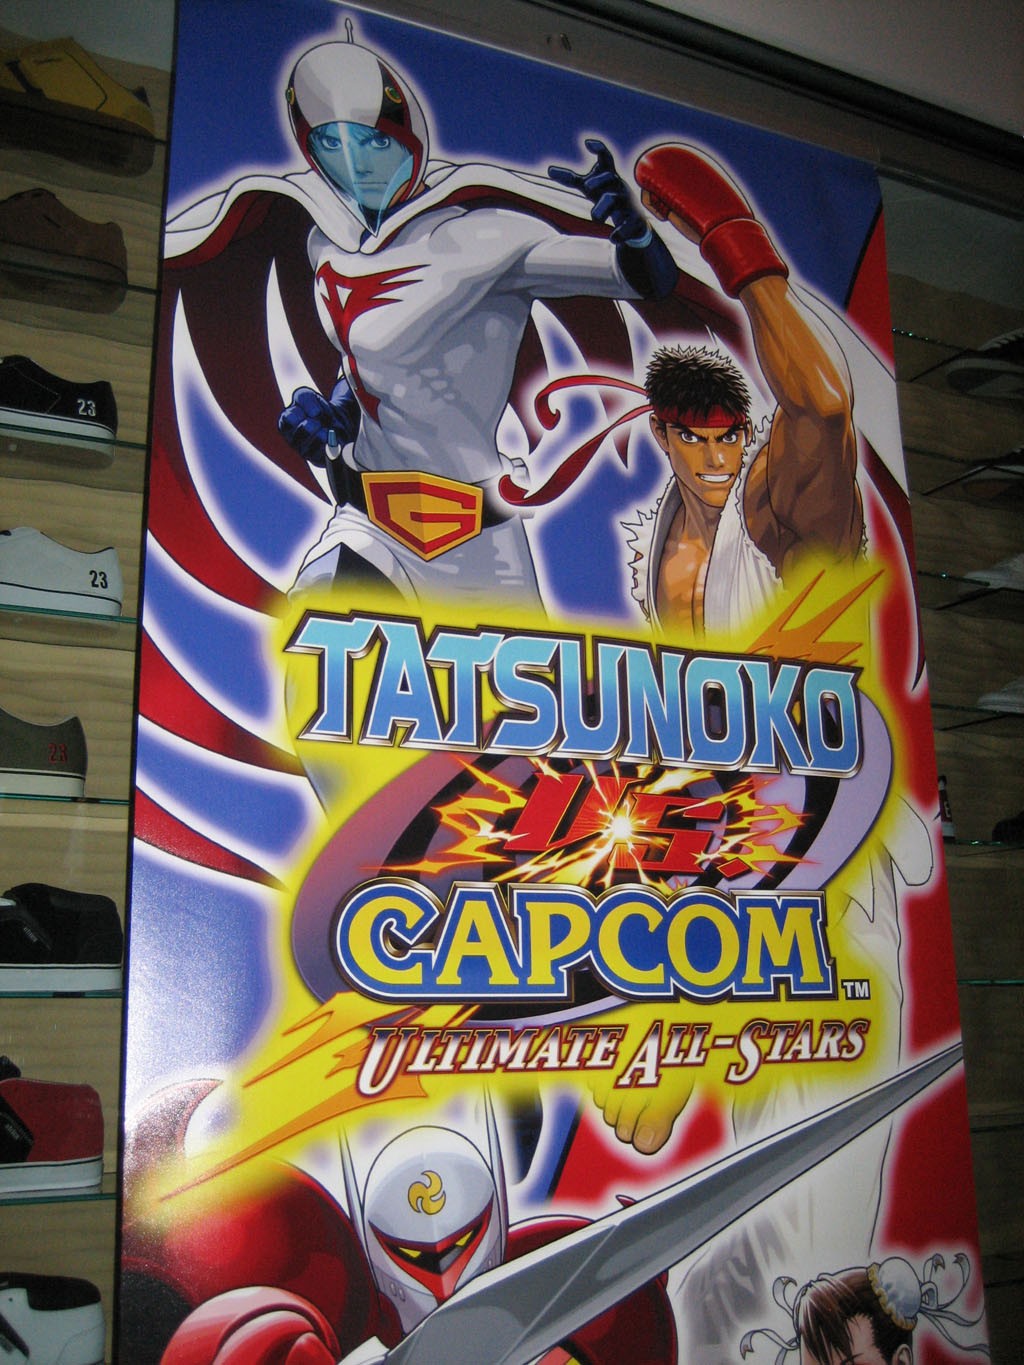 G
TATSUNOKO
VS.
CAPCOM TM
ULTIMATE ALL-STARS
23
23
23